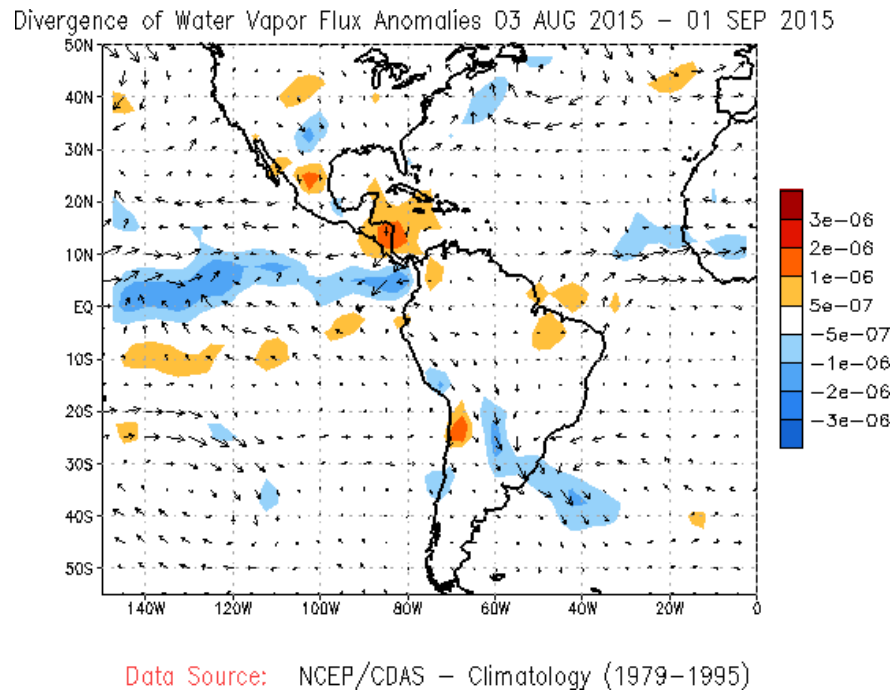 Divergence of Water Vapor Flux Anomalies 03 AUG 2015 – 01 SEP 2015
50N
40N
30N
20N
10N
EQ
10S
20S
30S
40S
50S
140W 120W 100W 80W 60W 40W 20W 0
3e-06
2e-06
1e-06
5e-07
-5e-07
-1e-06
-2e-06
-3e-06
Data Source: NCEP/CDAS – Climatology (1979–1995)